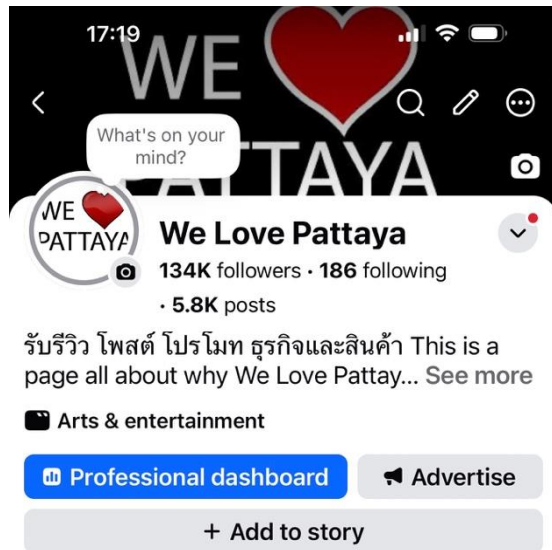 17:19
WE
PATTAYA
What's on your
mind?
WE
PATTAYA
We Love Pattaya
134K followers · 186 following
· 5.8K posts
รับรีวิว โพสต์ โปรโมท ธุรกิจและสินค้า This is a
page all about why We Love Pattay... See more
Arts & entertainment
Professional dashboard
Advertise
+ Add to story